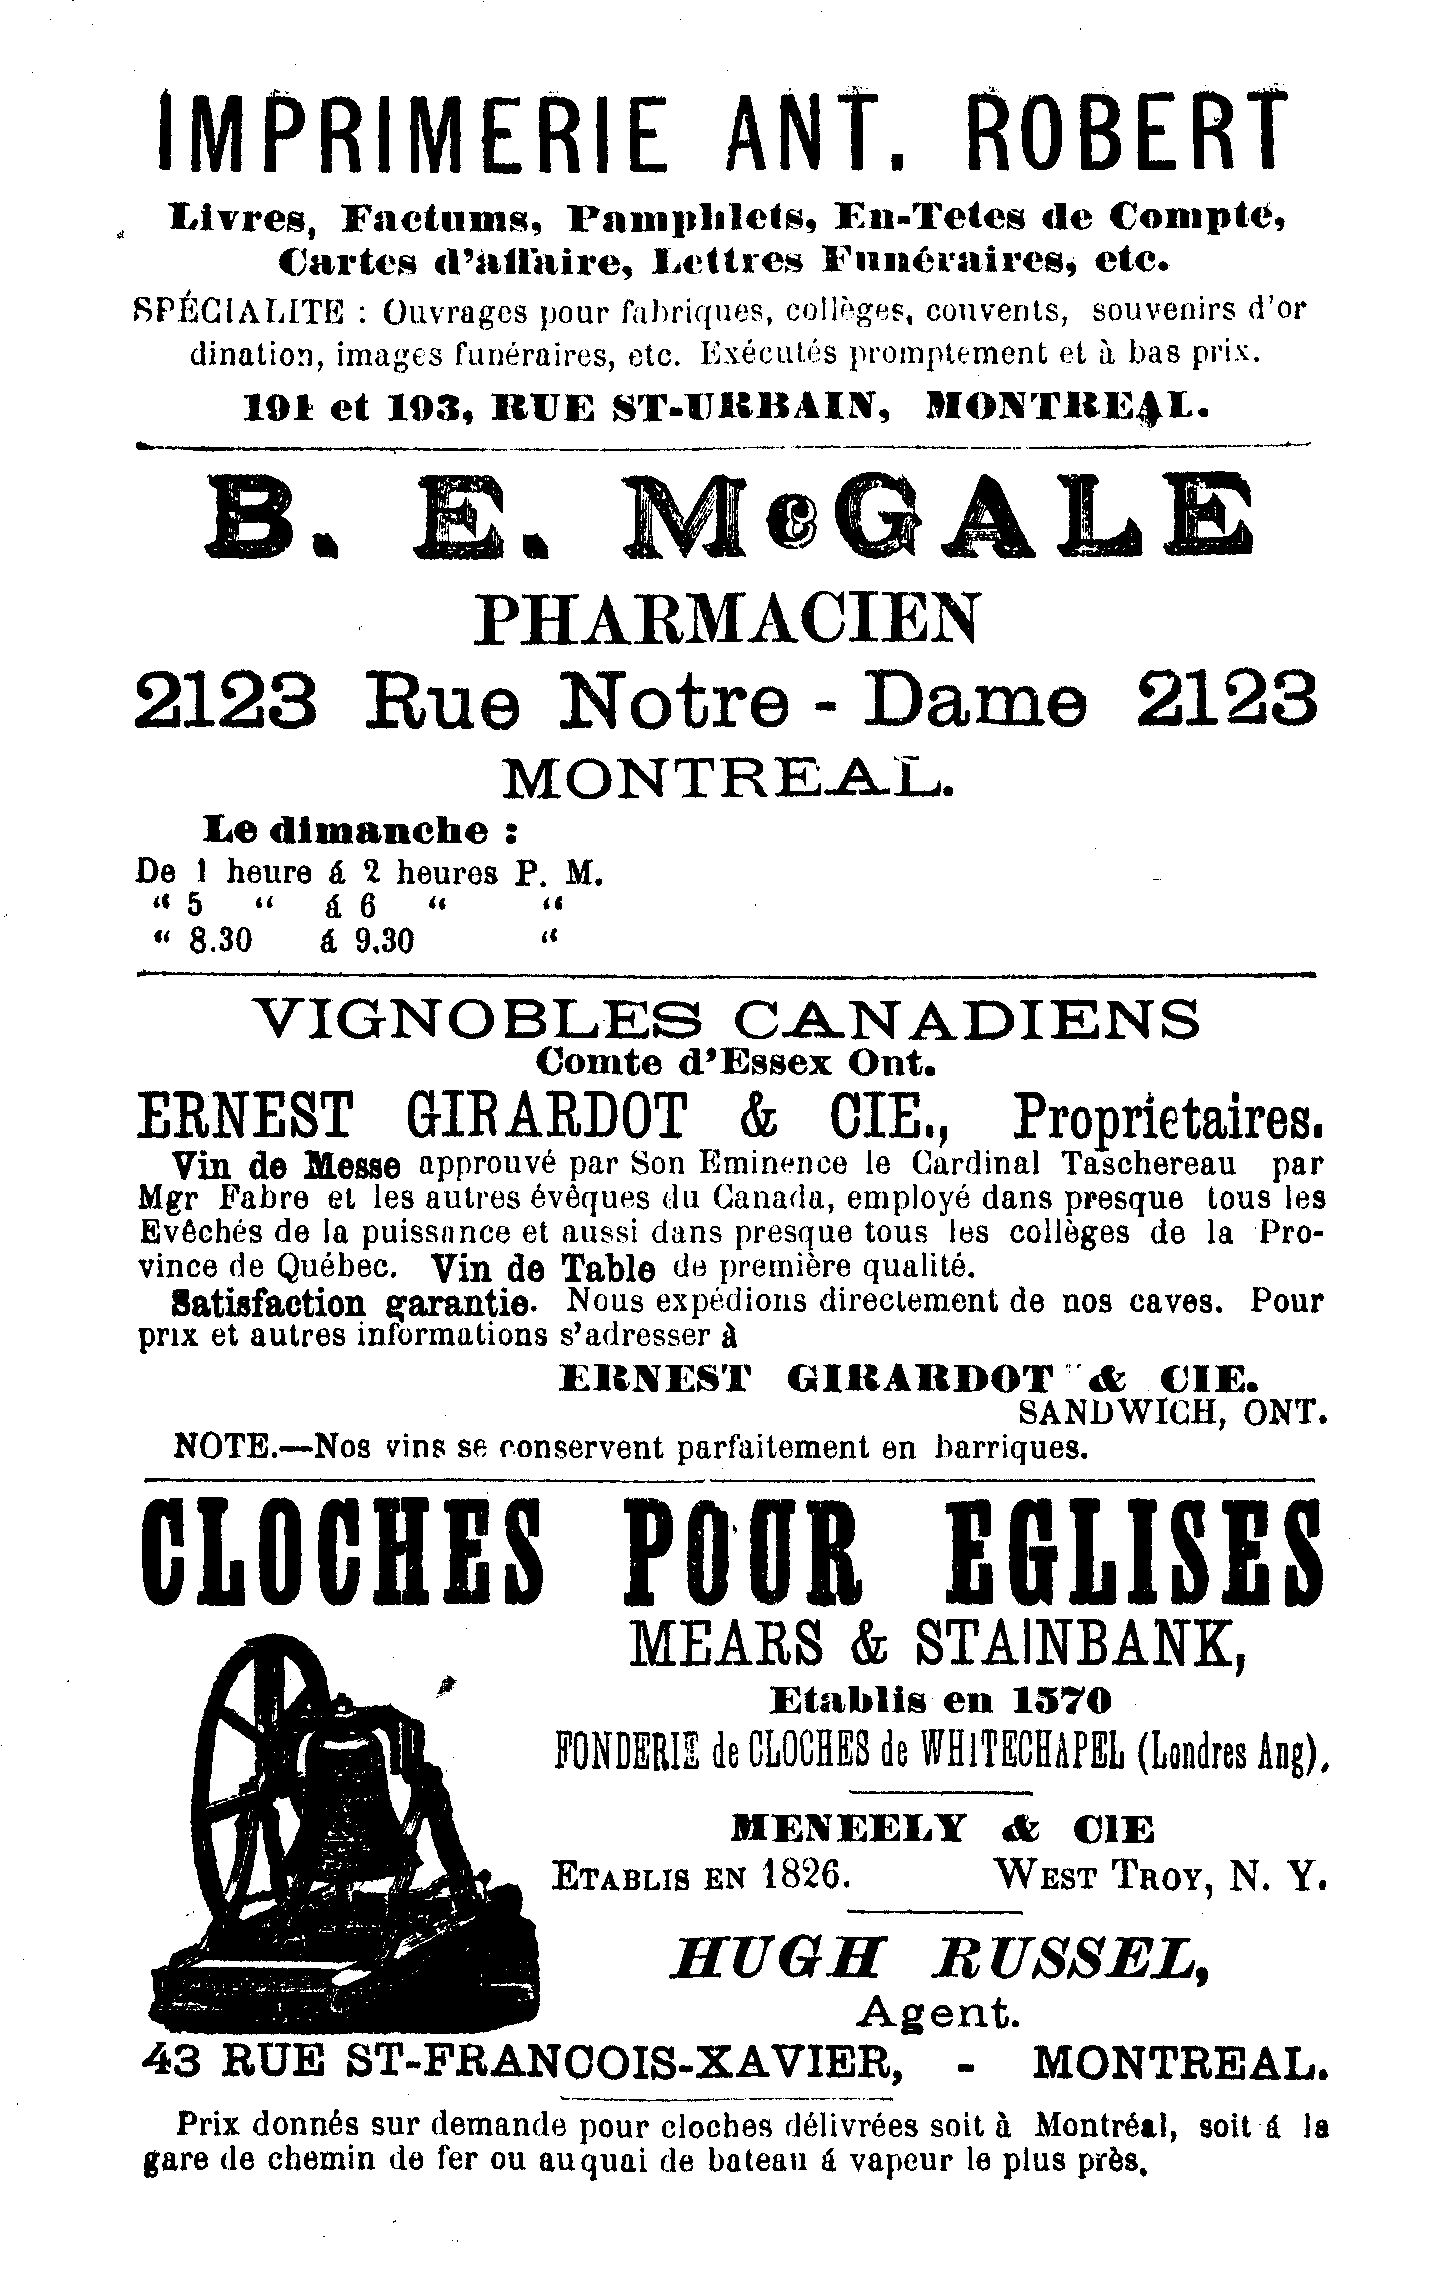 IMPRIMERIE ANT. ROBERT
Livres, Factums, Pamphlets, En-Tetes de Compte,
Cartes d'affaire, Lettres Funéraires, etc.
SPÉCIALITE : Ouvrages pour fabriques, collèges, couvents, souvenirs d'or
dination, images funéraires, etc. Exécutés promptement et à bas prix.
191 et 193, RUE ST-URBAIN, MONTREAL.
B. E. McGALE
PHARMACIEN
2123 Rue Notre - Dame 2123
MONTREAL.
Le dimanche :
De 1 heure á 2 heures P. M.
“ 5 “ á 6 “ “
“ 8.30 á 9.30 “
VIGNOBLES CANADIENS
Comte d'Essex Ont.
ERNEST GIRARDOT & CIE., Proprietaires.
Vin de Messe approuvé par Son Eminence le Cardinal Taschereau par
Mgr Fabre et les autres évêques du Canada, employé dans presque tous les
Evêchés de la puissance et aussi dans presque tous les collèges de la Pro-
vince de Québec. Vin de Table de première qualité.
Satisfaction garantie. Nous expédions directement de nos caves. Pour
prix et autres informations s'adresser à
ERNEST GIRARDOT & CIE.
SANDWICH, ONT.
NOTE.—Nos vins se conservent parfaitement en barriques.
CLOCHES POUR EGLISES
MEARS & STAINBANK,
Etablis en 1570
FONDERIE de CLOCHES de WHITECHAPEL (Londres Ang).
MENEELY & CIE
ETABLIS EN 1826. WEST TROY, N. Y.
HUGH RUSSEL,
Agent.
43 RUE ST-FRANCOIS-XAVIER, - MONTREAL.
Prix donnés sur demande pour cloches délivrées soit à Montréal, soit á la
gare de chemin de fer ou au quai de bateau á vapeur le plus près.